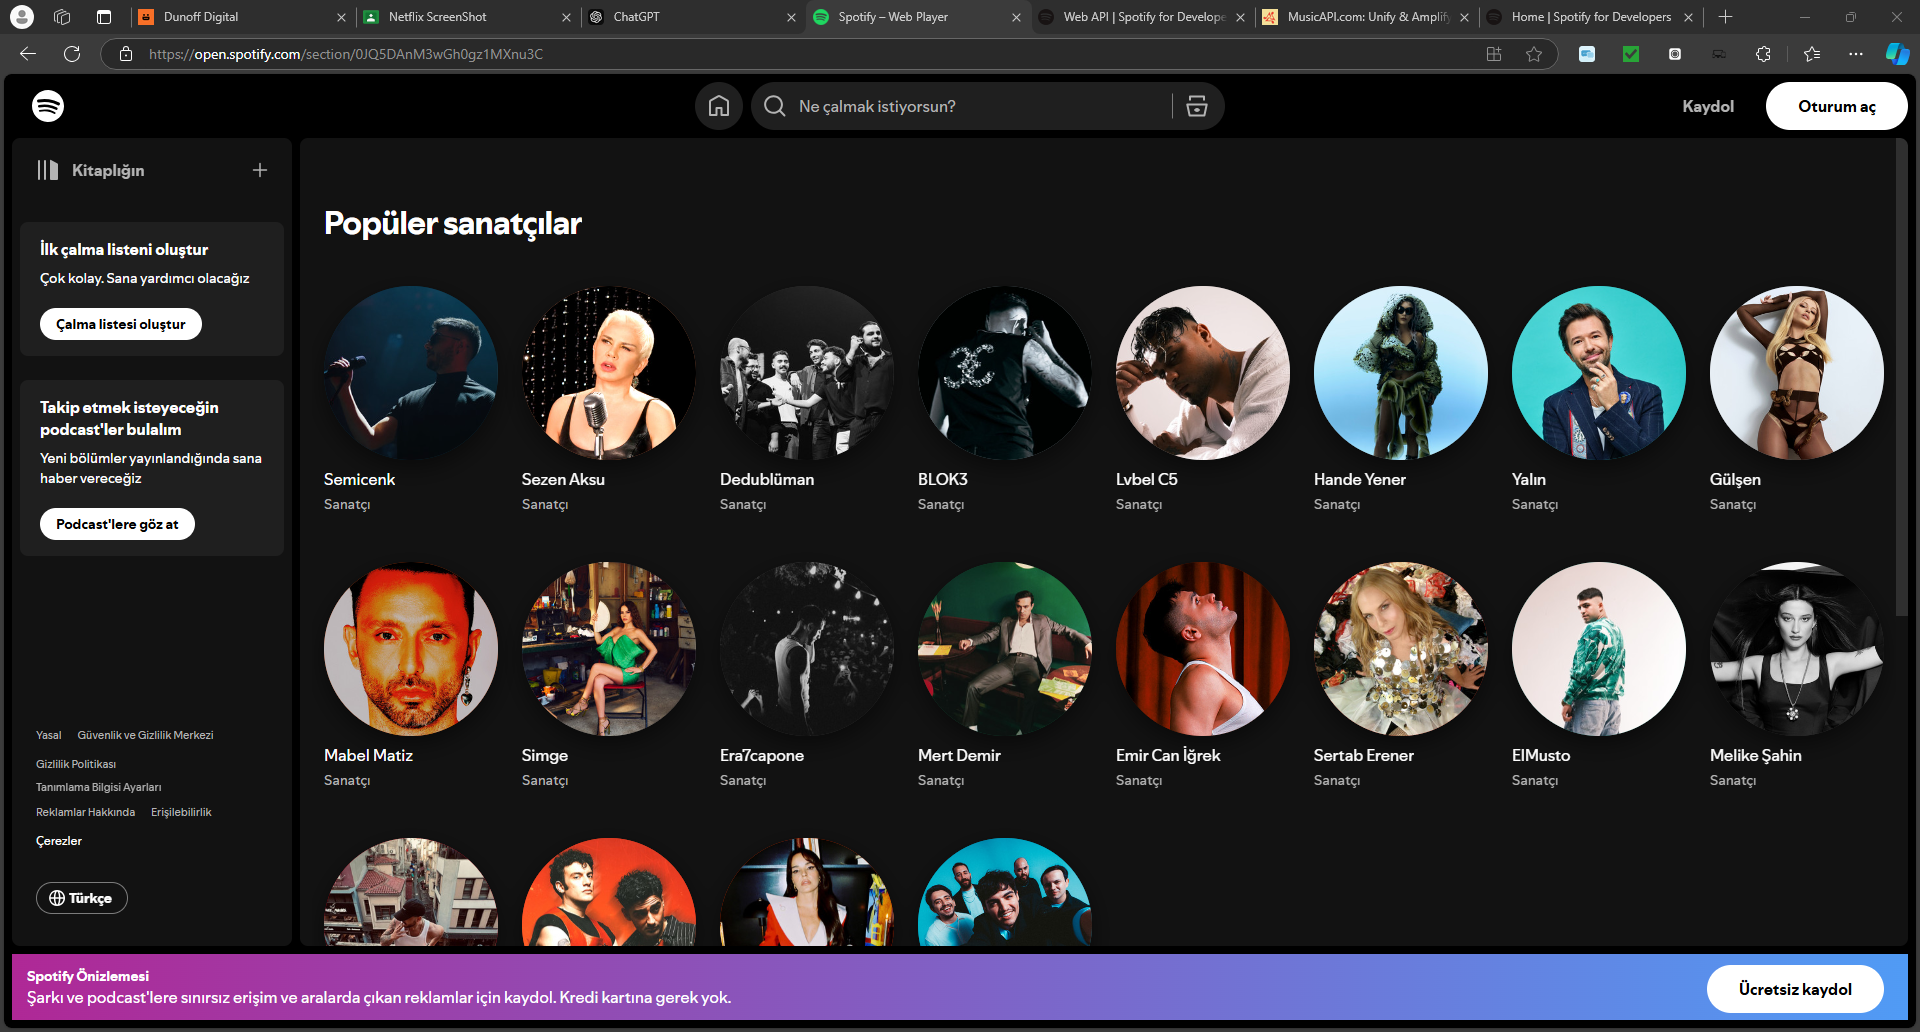 Dunoff Digital
Netflix ScreenShot
ChatGPT
Spotify – Web Player
Web API | Spotify for Develope
MusicAPI.com: Unify & Amplify
Home | Spotify for Developers
https://open.spotify.com/section/0JQ5DAnM3wGh0gz1MXnu3C
Ne çalmak istiyorsun?
Kaydol
Oturum aç
Kitaplığın
İlk çalma listeni oluştur
Çok kolay. Sana yardımcı olacağız
Çalma listesi oluştur
Takip etmek isteyeceğin
podcast'ler bulalım
Yeni bölümler yayınlandığında sana
haber vereceğiz
Podcast'lere göz at
Yasal Güvenlik ve Gizlilik Merkezi
Gizlilik Politikası
Tanımlama Bilgisi Ayarları
Reklamlar Hakkında Erişilebilirlik
Çerezler
Türkçe
Popüler sanatçılar
Semicenk Sezen Aksu Dedublüman BLOK3 Lvbel C5 Hande Yener Yalın Gülşen
Sanatçı Sanatçı Sanatçı Sanatçı Sanatçı Sanatçı Sanatçı Sanatçı
Mabel Matiz Simge Era7capone Mert Demir Emir Can İğrek Sertab Erener ElMusto Melike Şahin
Sanatçı Sanatçı Sanatçı Sanatçı Sanatçı Sanatçı Sanatçı Sanatçı
Spotify Önizlemesi
Şarkı ve podcast'lere sınırsız erişim ve aralarda çıkan reklamlar için kaydol. Kredi kartına gerek yok.
Ücretsiz kaydol